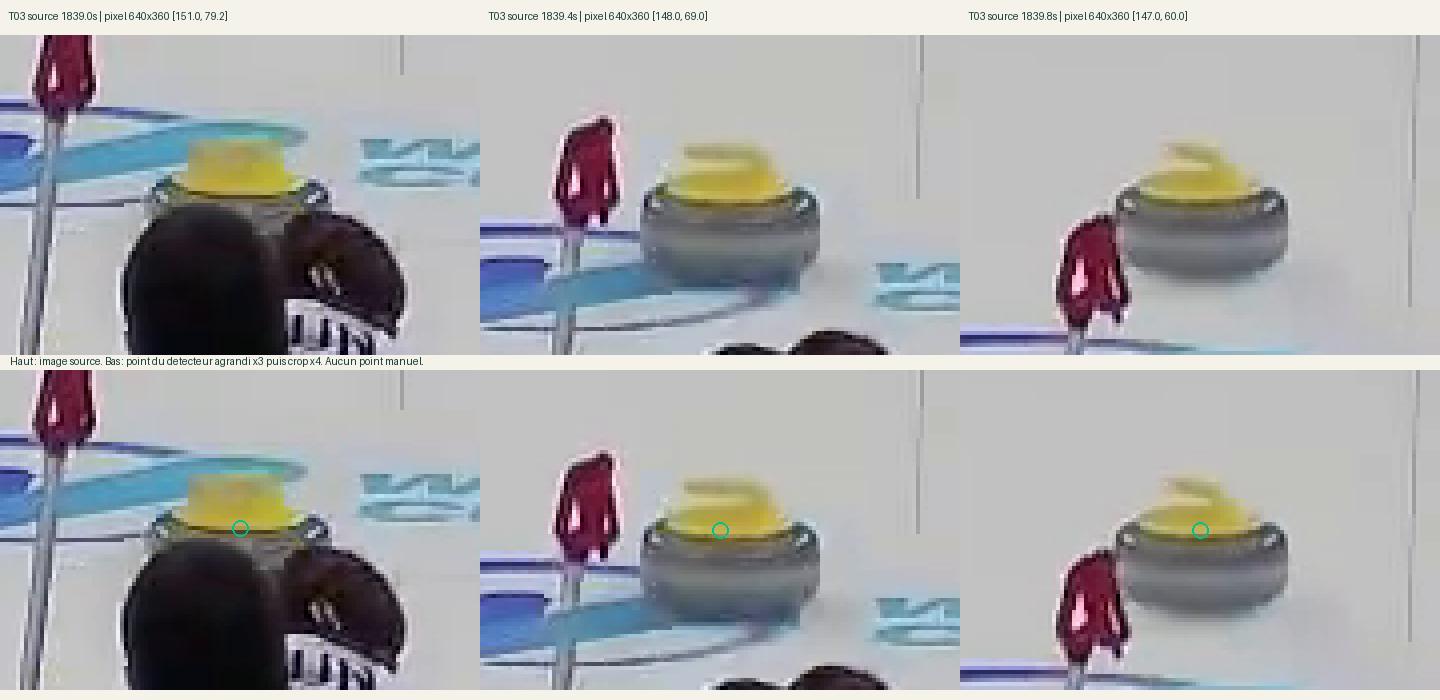 T03 source 1839.0s | pixel 640x360 [151.0, 79.2]
T03 source 1839.4s | pixel 640x360 [148.0, 69.0]
T03 source 1839.8s | pixel 640x360 [147.0, 60.0]
Haut: image source. Bas: point du detecteur agrandi x3 puis crop x4. Aucun point manuel.